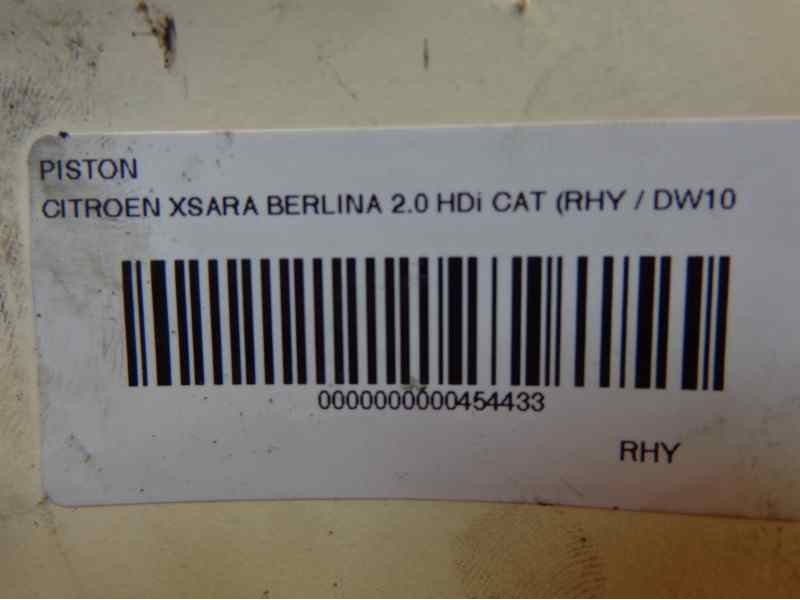 PISTON
CITROEN XSARA BERLINA 2.0 HDi CAT (RHY / DW10
0000000000454433
RHY